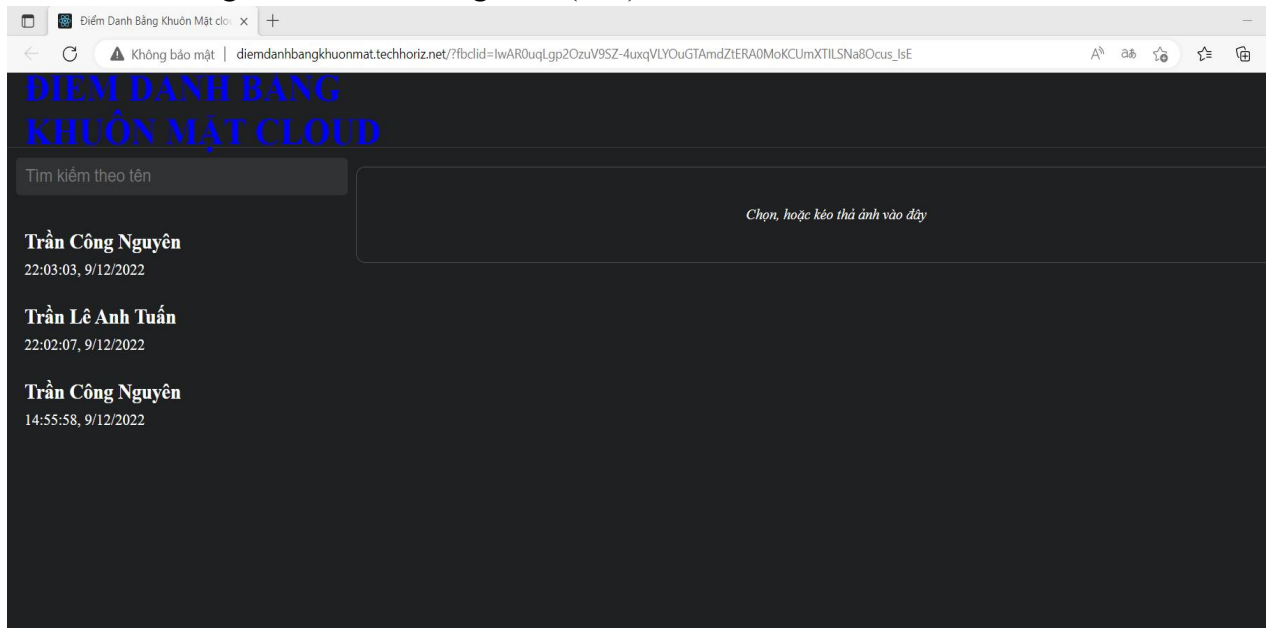 Điểm Danh Bằng Khuôn Mặt clo
Không bảo mật | diemdanhbangkhuonmat.techhoriz.net/?fbclid=IwAR0uqLgp2OzuV9SZ-4uxqVLYOuGTAmdZtERA0MoKCUmXTILSNa8Ocus_IsE
ĐIỂM DANH BẰNG
KHUÔN MẶT CLOUD
Tìm kiếm theo tên
Chọn, hoặc kéo thả ảnh vào đây
Trần Công Nguyên
22:03:03, 9/12/2022
Trần Lê Anh Tuấn
22:02:07, 9/12/2022
Trần Công Nguyên
14:55:58, 9/12/2022